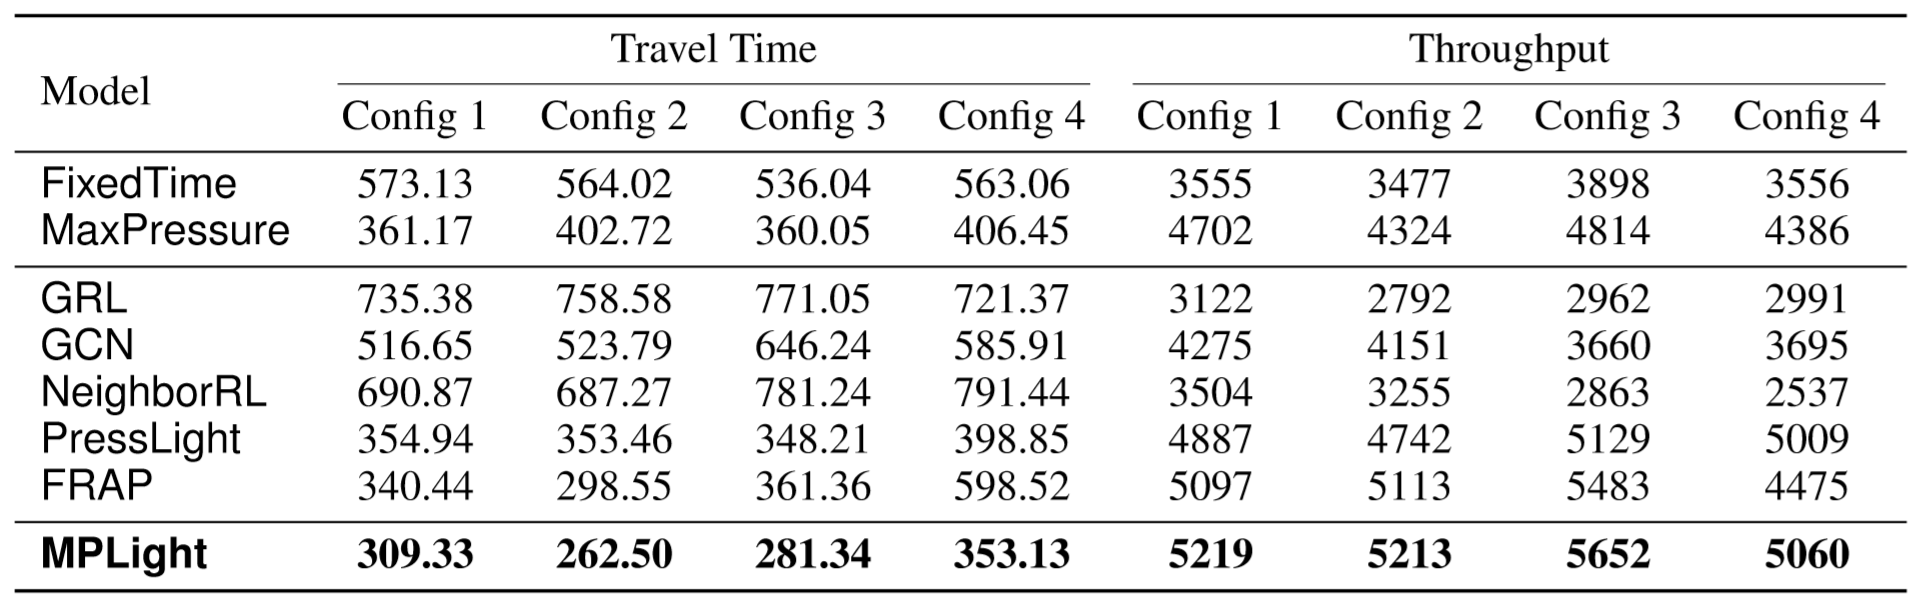 Model Travel Time Throughput
Config 1 Config 2 Config 3 Config 4 Config 1 Config 2 Config 3 Config 4
FixedTime 573.13 564.02 536.04 563.06 3555 3477 3898 3556
MaxPressure 361.17 402.72 360.05 406.45 4702 4324 4814 4386
GRL 735.38 758.58 771.05 721.37 3122 2792 2962 2991
GCN 516.65 523.79 646.24 585.91 4275 4151 3660 3695
NeighborRL 690.87 687.27 781.24 791.44 3504 3255 2863 2537
PressLight 354.94 353.46 348.21 398.85 4887 4742 5129 5009
FRAP 340.44 298.55 361.36 598.52 5097 5113 5483 4475
MPLight 309.33 262.50 281.34 353.13 5219 5213 5652 5060